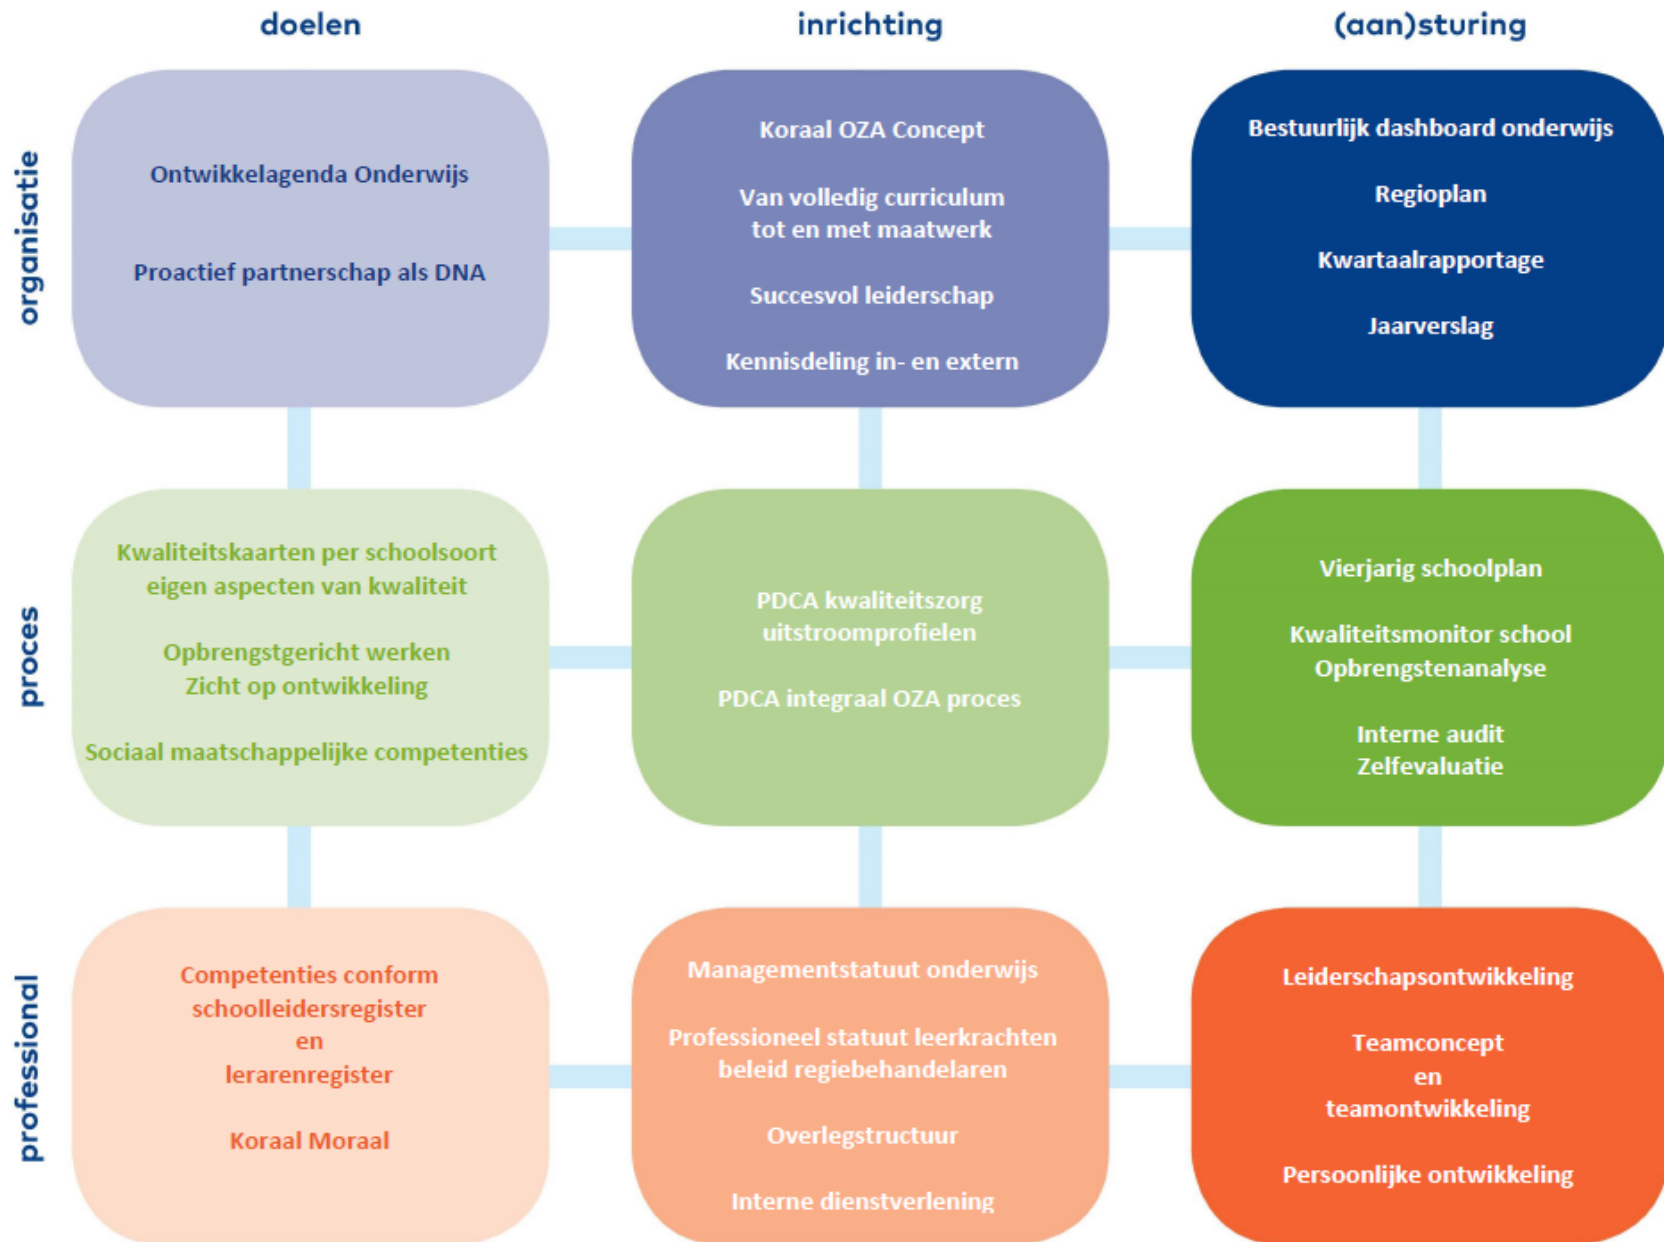 doelen
inrichting
(aan)sturing
organisatie
Ontwikkelagenda Onderwijs
Proactief partnerschap als DNA
Koraal OZA Concept
Van volledig curriculum
tot en met maatwerk
Succesvol leiderschap
Kennisdeling in- en extern
Bestuurlijk dashboard onderwijs
Regioplan
Kwartaalrapportage
Jaarverslag
proces
Kwaliteitskaarten per schoolsoort
eigen aspecten van kwaliteit
Opbrengstgericht werken
Zicht op ontwikkeling
Sociaal maatschappelijke competenties
PDCA kwaliteitszorg
uitstroomprofielen
PDCA integraal OZA proces
Vierjarig schoolplan
Kwaliteitsmonitor school
Opbrengstenanalyse
Interne audit
Zelfevaluatie
professional
Competenties conform
schoolleidersregister
en
lerarenregister
Koraal Moraal
Managementstatuut onderwijs
Professioneel statuut leerkrachten
beleid regiebehandelaren
Overlegstructuur
Interne dienstverlening
Leiderschapsontwikkeling
Teamconcept
en
teamontwikkeling
Persoonlijke ontwikkeling